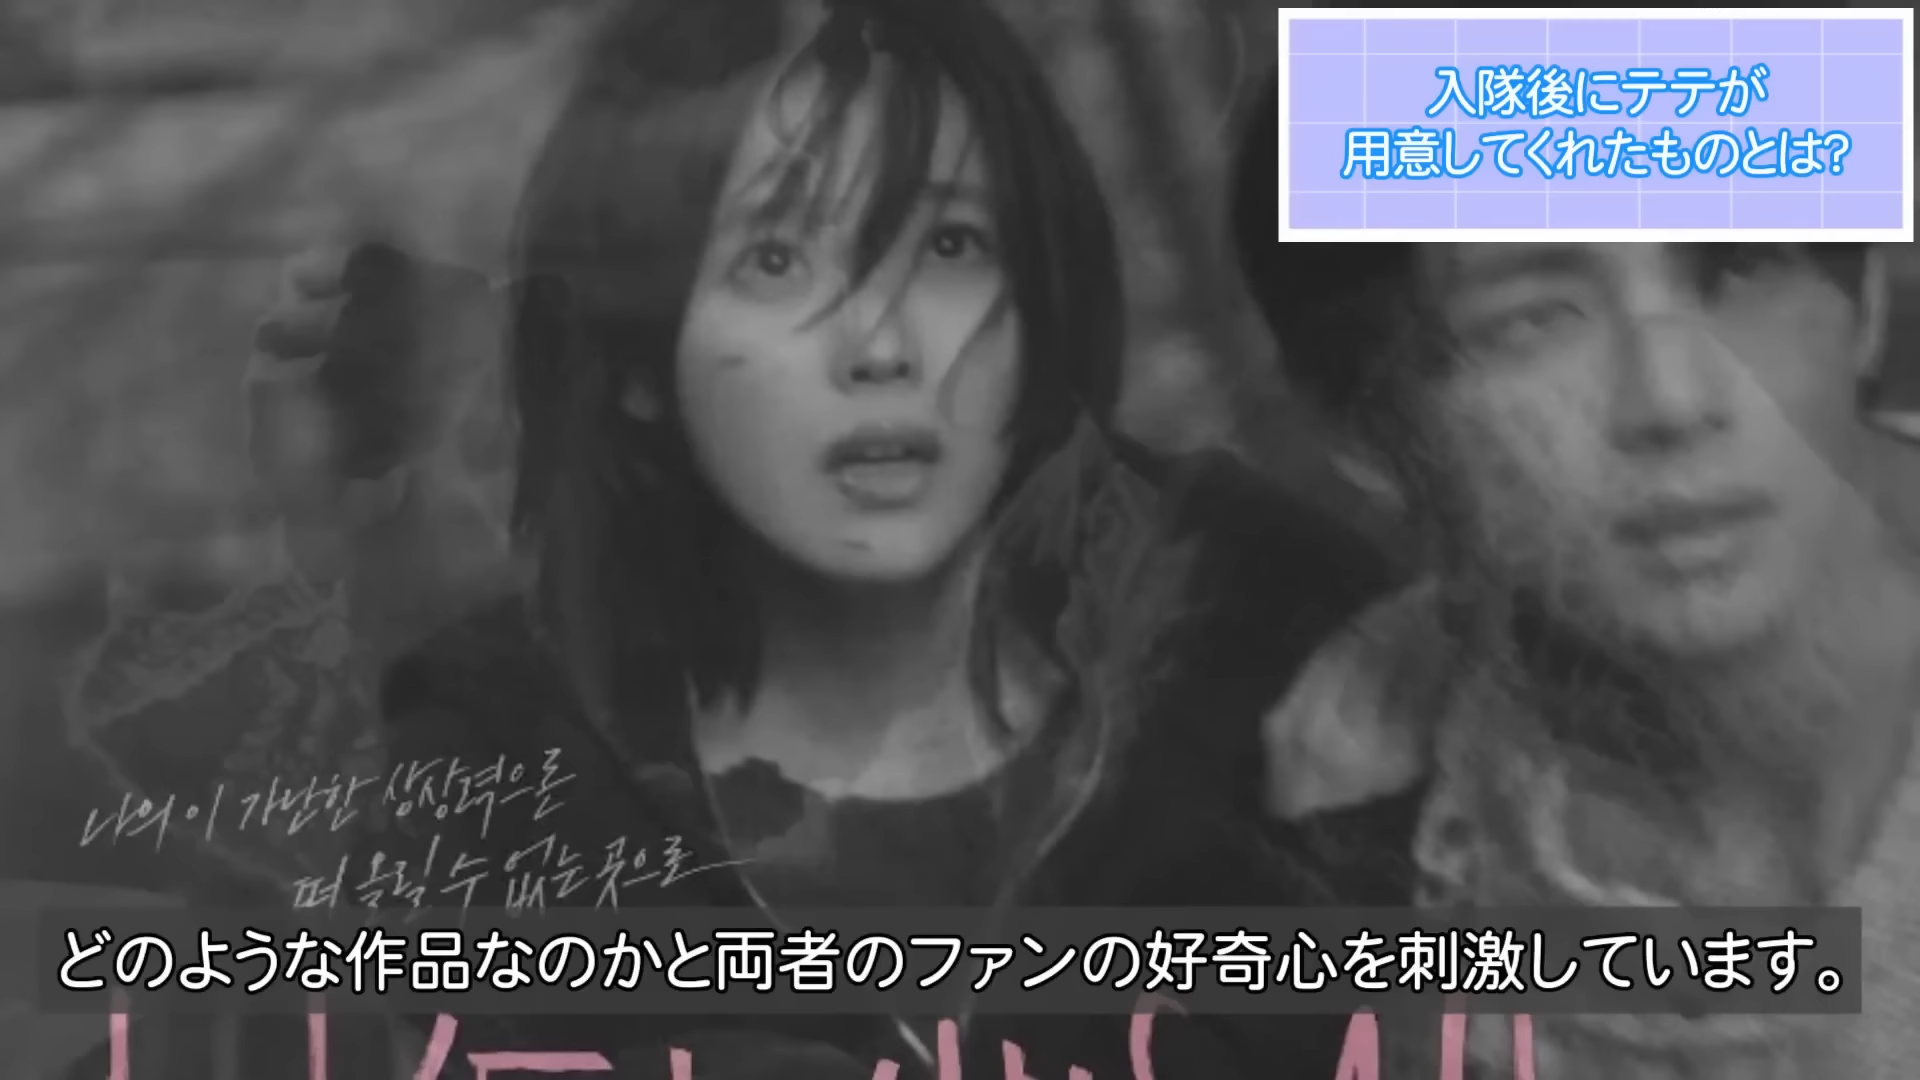 入隊後にテテが
用意してくれたものとは?
나의 이 가난한 상상력으론
떠올릴 수 없는 곳으로
どのような作品なのかと両者のファンの好奇心を刺激しています。